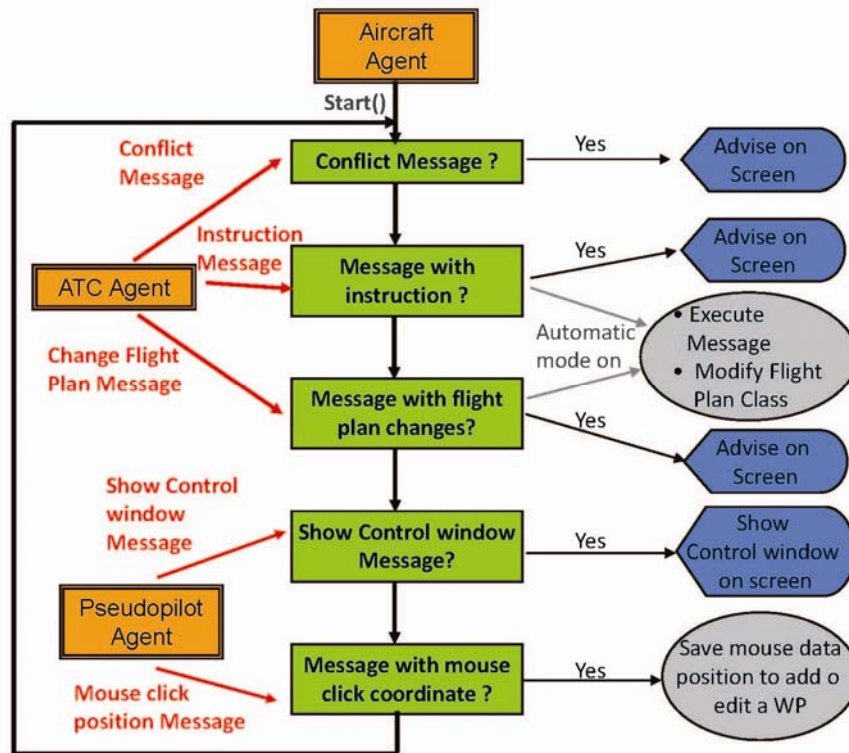 Aircraft
Agent
Start()
Conflict
Message
Conflict Message ?
Yes
Advise on
Screen
Instruction
Message
ATC Agent
Message with
instruction ?
Yes
Advise on
Screen
Automatic
mode on
• Execute
Message
• Modify Flight
Plan Class
Change Flight
Plan Message
Message with flight
plan changes?
Yes
Advise on
Screen
Show Control
window
Message
Show Control window
Message?
Yes
Show
Control window
on screen
Pseudopilot
Agent
Mouse click
position Message
Message with mouse
click coordinate ?
Yes
Save mouse data
position to add o
edit a WP